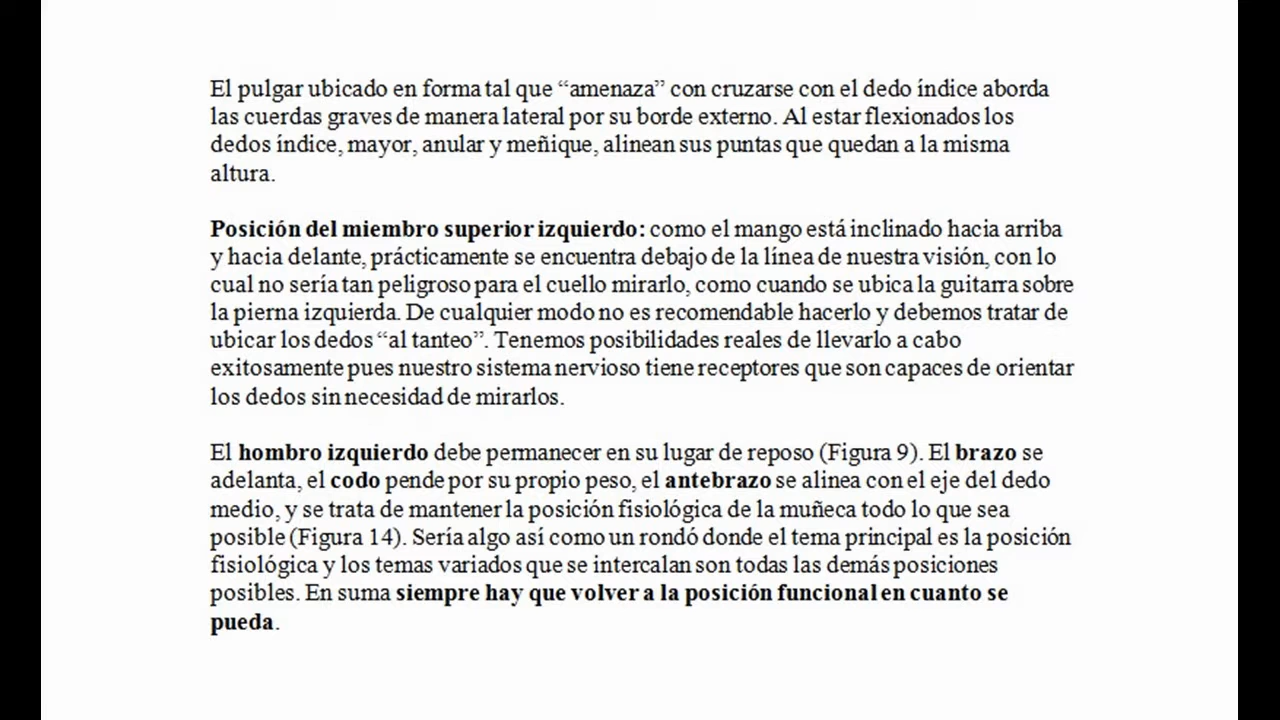 El pulgar ubicado en forma tal que “amenaza” con cruzarse con el dedo índice aborda
las cuerdas graves de manera lateral por su borde externo. Al estar flexionados los
dedos índice, mayor, anular y meñique, alinean sus puntas que quedan a la misma
altura.
Posición del miembro superior izquierdo: como el mango está inclinado hacia arriba
y hacia delante, prácticamente se encuentra debajo de la línea de nuestra visión, con lo
cual no sería tan peligroso para el cuello mirarlo, como cuando se ubica la guitarra sobre
la pierna izquierda. De cualquier modo no es recomendable hacerlo y debemos tratar de
ubicar los dedos “al tanteo”. Tenemos posibilidades reales de llevarlo a cabo
exitosamente pues nuestro sistema nervioso tiene receptores que son capaces de orientar
los dedos sin necesidad de mirarlos.
El hombro izquierdo debe permanecer en su lugar de reposo (Figura 9). El brazo se
adelanta, el codo pende por su propio peso, el antebrazo se alinea con el eje del dedo
medio, y se trata de mantener la posición fisiológica de la muñeca todo lo que sea
posible (Figura 14). Sería algo así como un rondó donde el tema principal es la posición
fisiológica y los temas variados que se intercalan son todas las demás posiciones
posibles. En suma siempre hay que volver a la posición funcional en cuanto se
pueda.